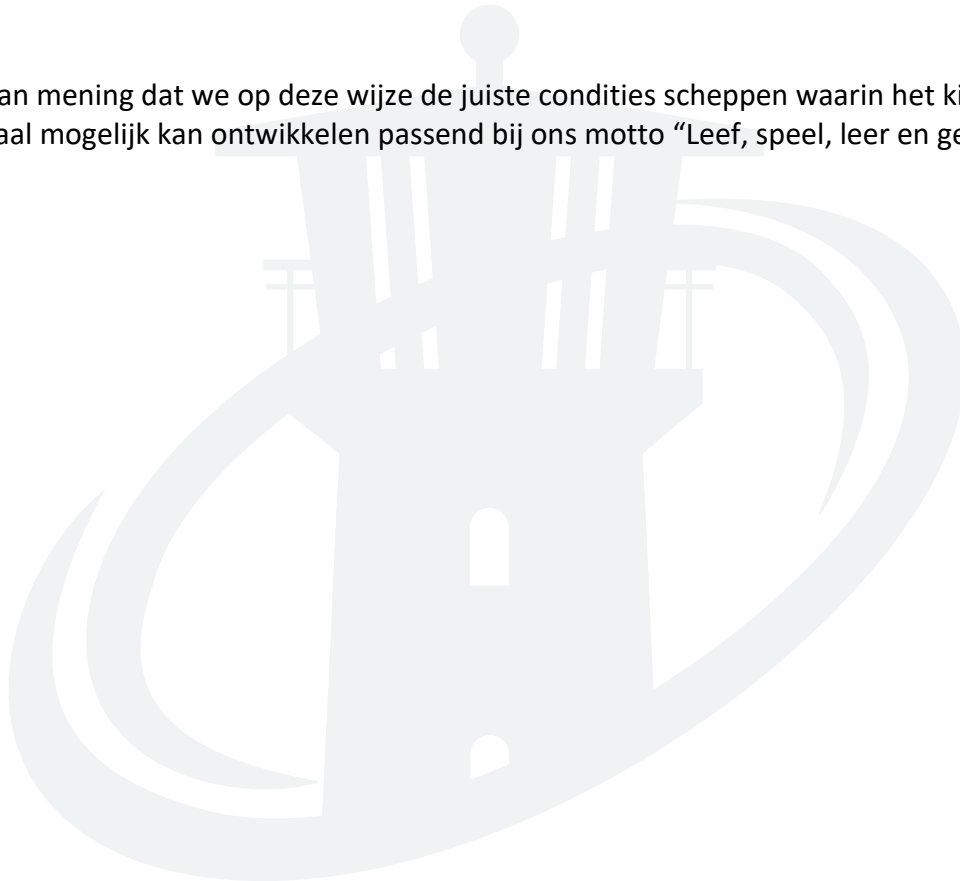 an mening dat we op deze wijze de juiste condities scheppen waarin het ki
aal mogelijk kan ontwikkelen passend bij ons motto “Leef, speel, leer en ge